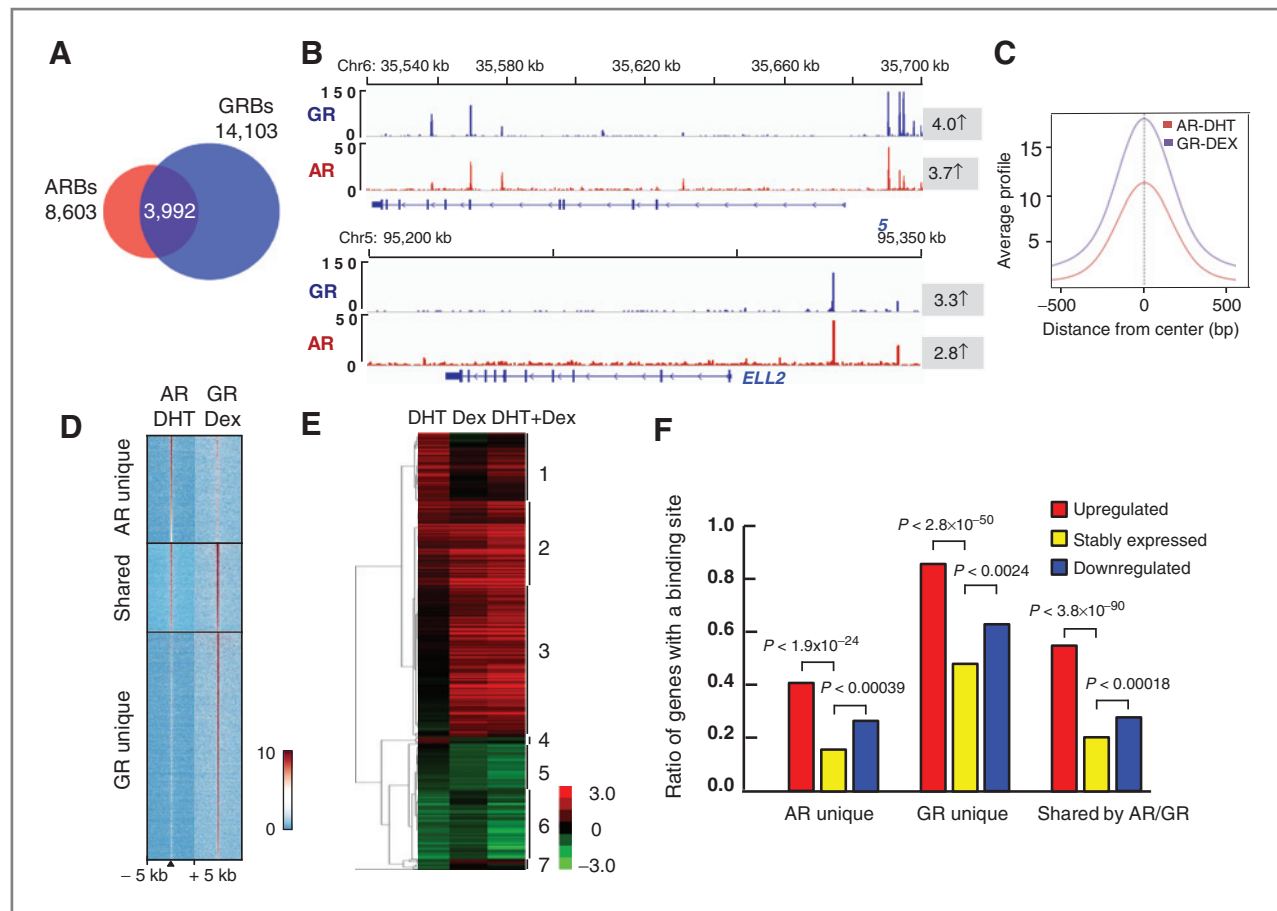 A
GRBs
14,103
ARBs
8,603
3,992
B
Chr6: 35,540 kb 35,580 kb 35,620 kb 35,660 kb 35,700 kb
150
GR
0
4.0↑
50
AR
0
3.7↑
5
Chr5: 95,200 kb 95,350 kb
150
GR
0
3.3↑
50
AR
0
2.8↑
ELL2
C
AR-DHT
GR-DEX
15
10
5
Average profile
−500 0 500
Distance from center (bp)
D
AR GR
DHT Dex
AR unique
Shared
GR unique
10
0
− 5 kb + 5 kb
E
DHT Dex DHT+Dex
1
2
3
4
5
6
7
3.0
0
−3.0
F
Upregulated
Stably expressed
Downregulated
Ratio of genes with a binding site
1.0
0.8
0.6
0.4
0.2
0.0
P < 1.9x10−24
P < 0.00039
P < 2.8×10−50
P < 0.0024
P < 3.8×10−90
P < 0.00018
AR unique GR unique Shared by AR/GR